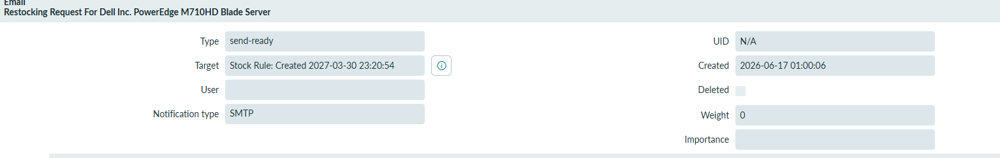 Email
Restocking Request For Dell Inc. PowerEdge M710HD Blade Server
Type send-ready
UID N/A
Target Stock Rule: Created 2027-03-30 23:20:54
Created 2026-06-17 01:00:06
User
Deleted
Notification type SMTP
Weight 0
Importance